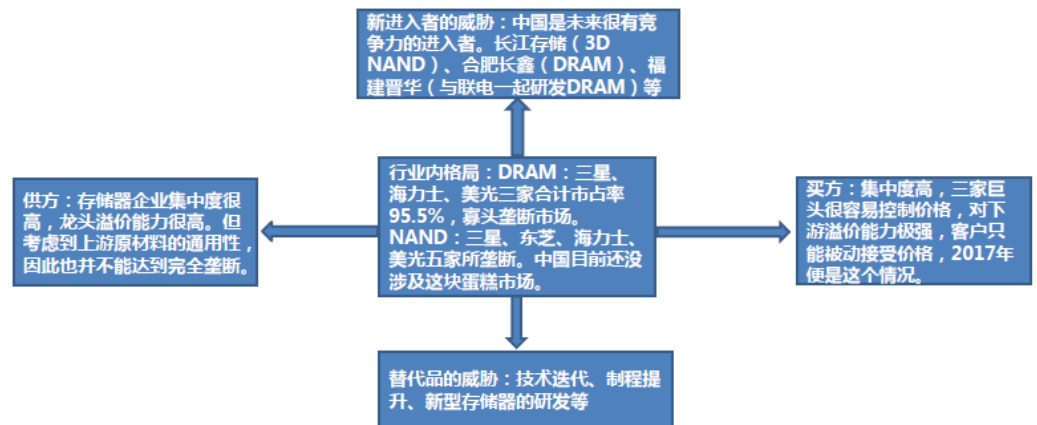 新进入者的威胁：中国是未来很有竞
争力的进入者。长江存储（3D
NAND）、合肥长鑫（DRAM）、福
建晋华（与联电一起研发DRAM）等
供方：存储器企业集中度很
高，龙头溢价能力很高。但
考虑到上游原材料的通用性，
因此也并不能达到完全垄断。
行业内格局：DRAM：三星、
海力士、美光三家合计市占率
95.5%，寡头垄断市场。
NAND：三星、东芝、海力士、
美光五家所垄断。中国目前还没
涉及这块蛋糕市场。
买方：集中度高，三家巨
头很容易控制价格，对下
游溢价能力极强，客户只
能被动接受价格，2017年
便是这个情况。
替代品的威胁：技术迭代、制程提
升、新型存储器的研发等